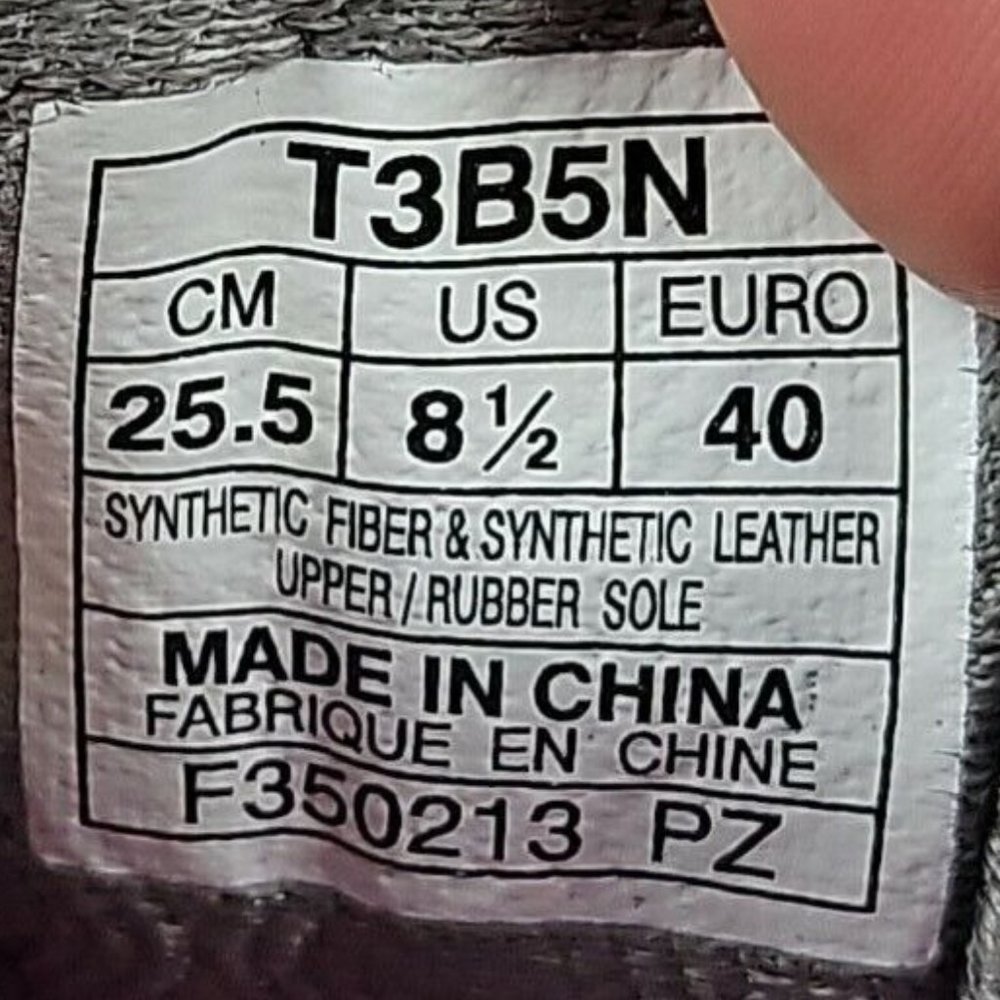 T3B5N
CM US EURO
25.5 8½ 40
SYNTHETIC FIBER & SYNTHETIC LEATHER
UPPER / RUBBER SOLE
MADE IN CHINA
FABRIQUE EN CHINE
F350213 PZ